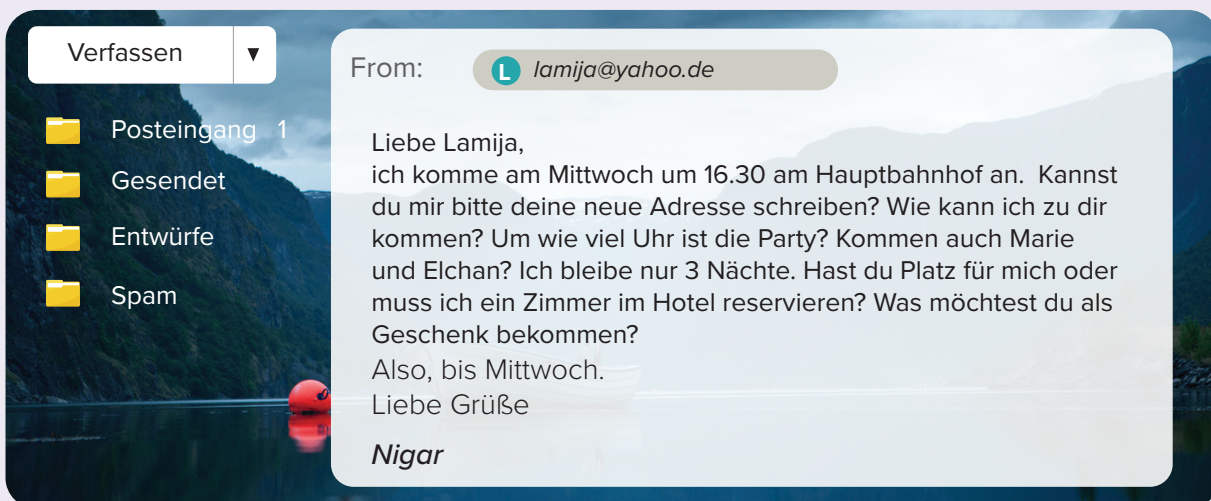 Verfassen ▼
Posteingang 1
Gesendet
Entwürfe
Spam
From: L lamija@yahoo.de
Liebe Lamija,
ich komme am Mittwoch um 16.30 am Hauptbahnhof an. Kannst
du mir bitte deine neue Adresse schreiben? Wie kann ich zu dir
kommen? Um wie viel Uhr ist die Party? Kommen auch Marie
und Elchan? Ich bleibe nur 3 Nächte. Hast du Platz für mich oder
muss ich ein Zimmer im Hotel reservieren? Was möchtest du als
Geschenk bekommen?
Also, bis Mittwoch.
Liebe Grüße
Nigar